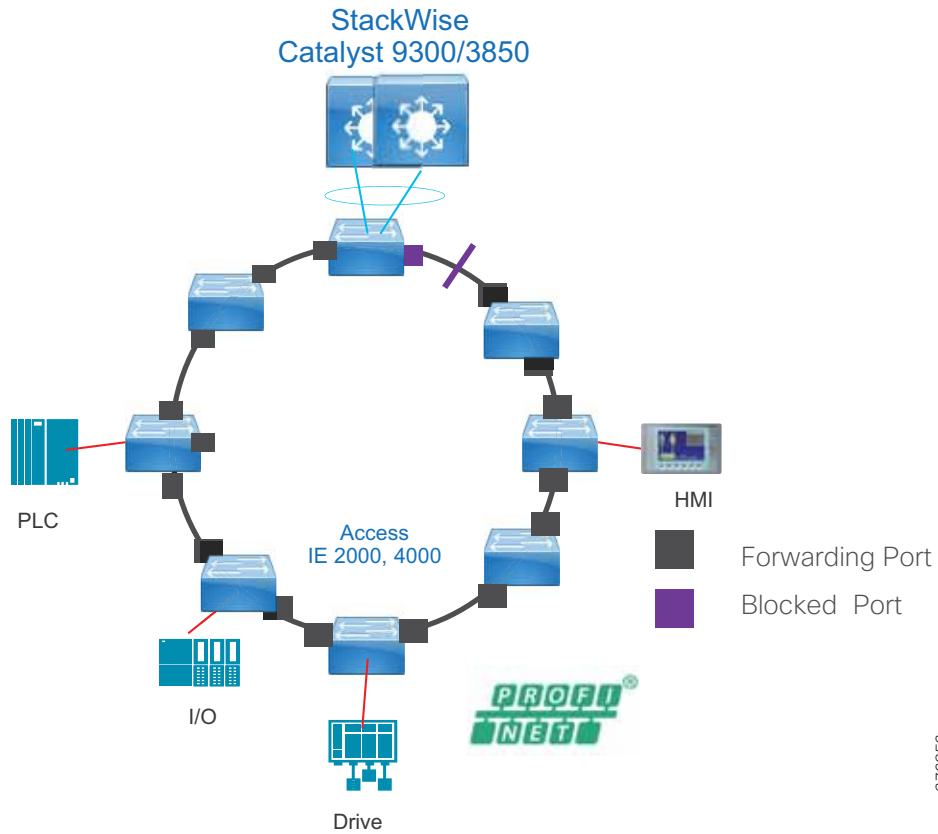 StackWise
Catalyst 9300/3850
PLC
HMI
Access
IE 2000, 4000
Forwarding Port
Blocked Port
I/O
PROFI
NET
®
Drive